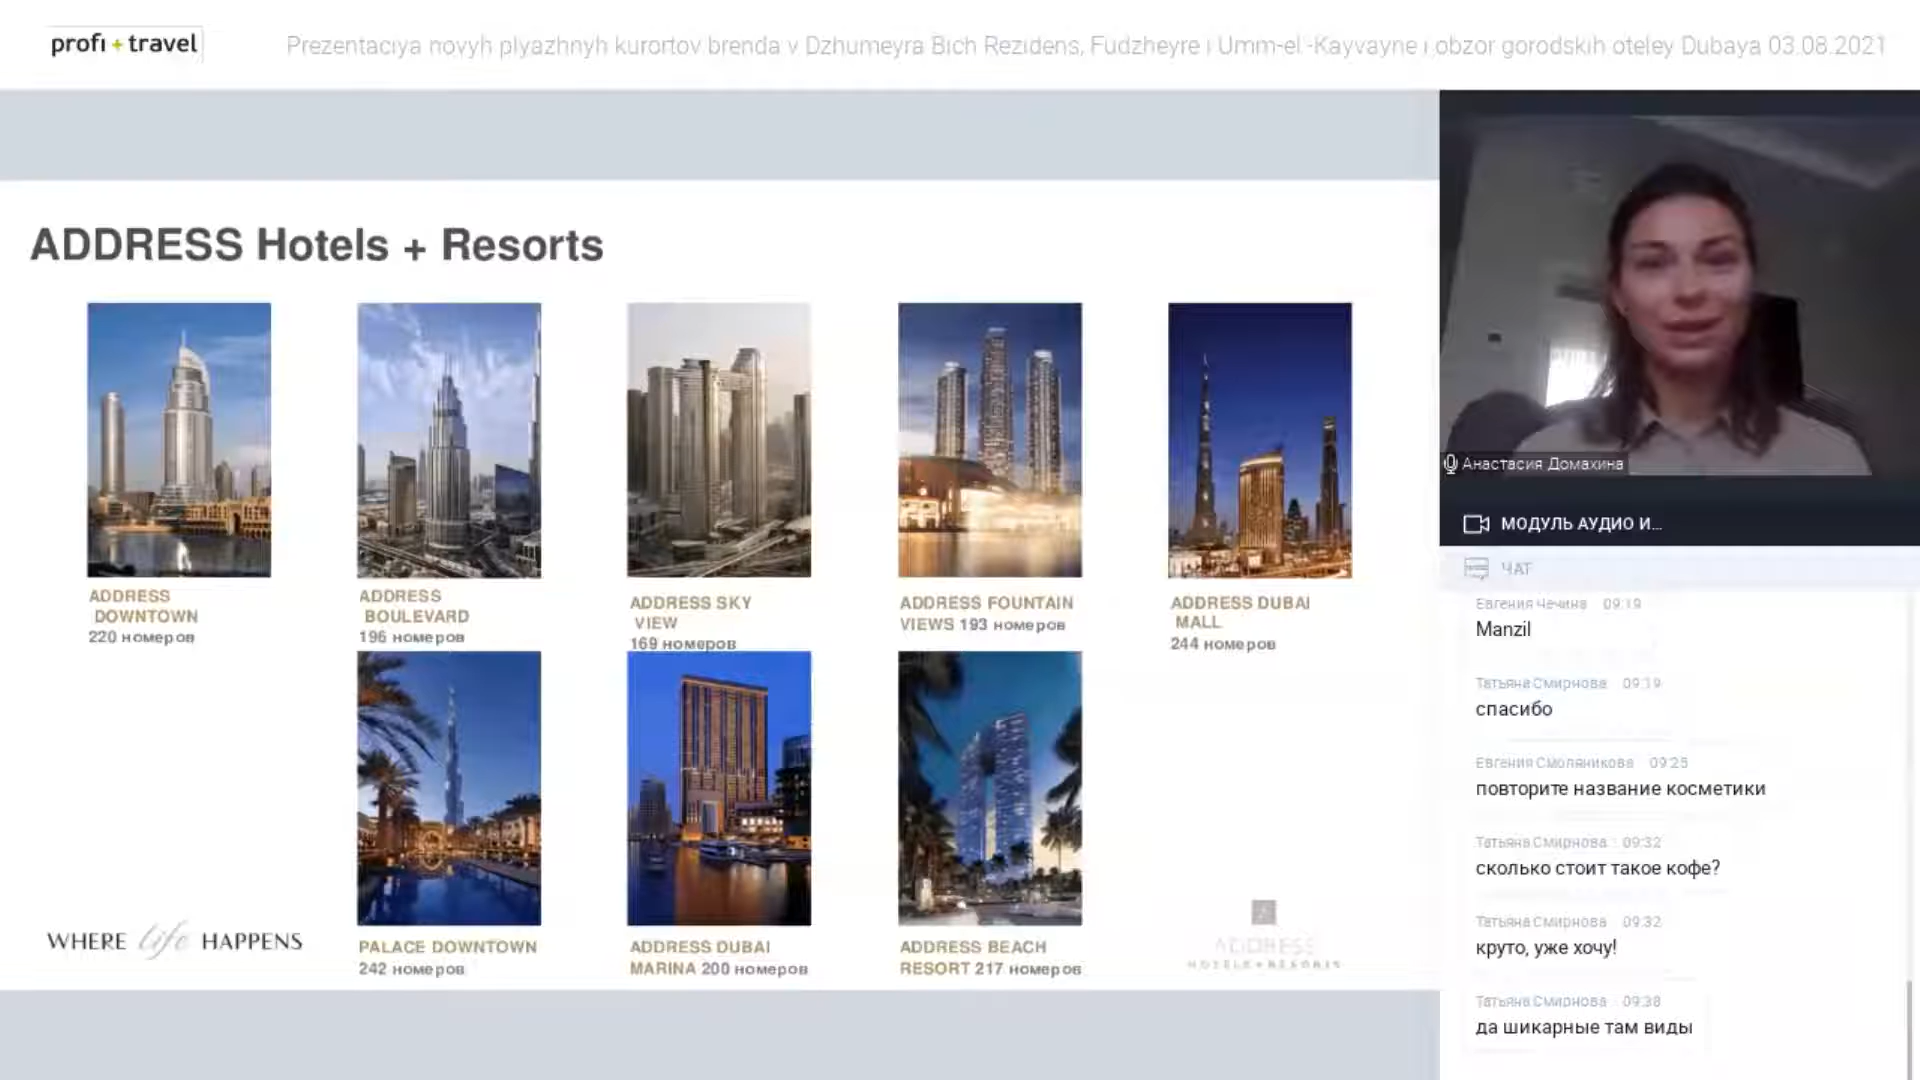 profi + travel
Prezentaciya novyh plyazhnyh kurortov brenda v Dzhumeyra Bich Rezidens, Fudzheyre i Umm-el -Kayvayne i obzor gorodskih oteley Dubaya 03.08.2021
ADDRESS Hotels + Resorts
ADDRESS
DOWNTOWN
220 номеров
ADDRESS
BOULEVARD
196 номеров
ADDRESS SKY
VIEW
169 номеров
ADDRESS FOUNTAIN
VIEWS 193 номеров
ADDRESS DUBAI
MALL
244 номеров
PALACE DOWNTOWN
242 номеров
ADDRESS DUBAI
MARINA 200 номеров
ADDRESS BEACH
RESORT 217 номеров
WHERE life HAPPENS
ADDRESS
HOTELS + RESORTS
Анастасия Домахина
МОДУЛЬ АУДИО И...
ЧАТ
Евгения Чечина 09:19
Manzil
Татьяна Смирнова 09:19
спасибо
Евгения Смоляникова 09:25
повторите название косметики
Татьяна Смирнова 09:32
сколько стоит такое кофе?
Татьяна Смирнова 09:32
круто, уже хочу!
Татьяна Смирнова 09:38
да шикарные там виды